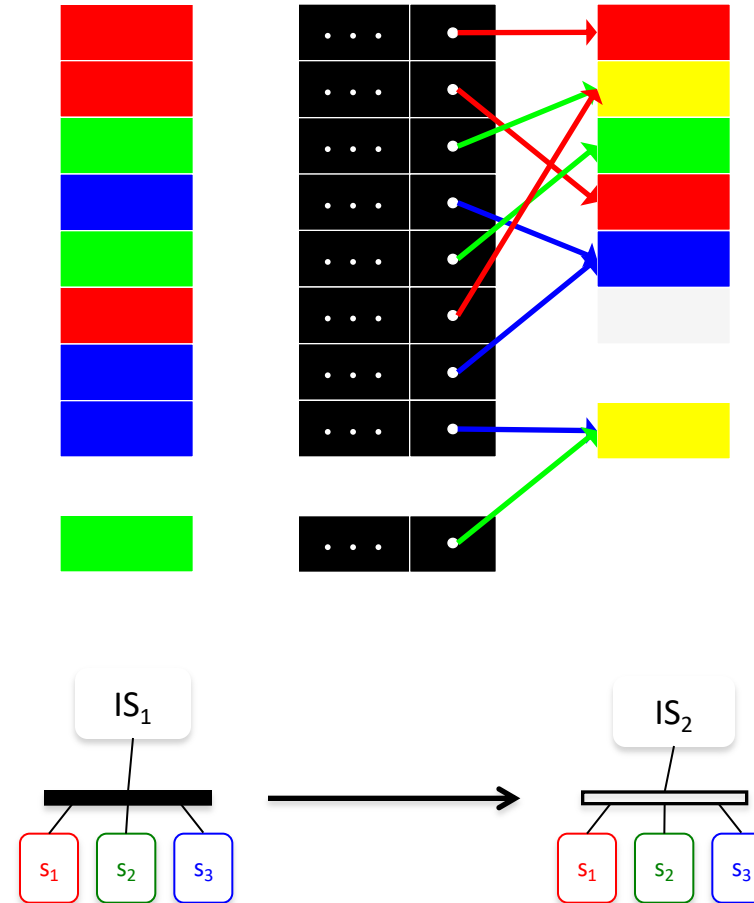 . . .
. . .
. . .
. . .
. . .
. . .
. . .
. . .
. . .
IS₁
IS₂
s₁ s₂ s₃
s₁ s₂ s₃